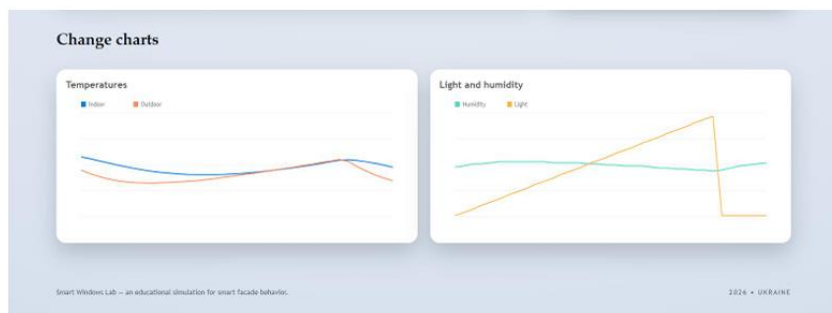 Change charts
Temperatures
Indoor Outdoor
Light and humidity
Humidity Light
Smart Windows Lab — an educational simulation for smart facade behavior.
2026 • UKRAINE